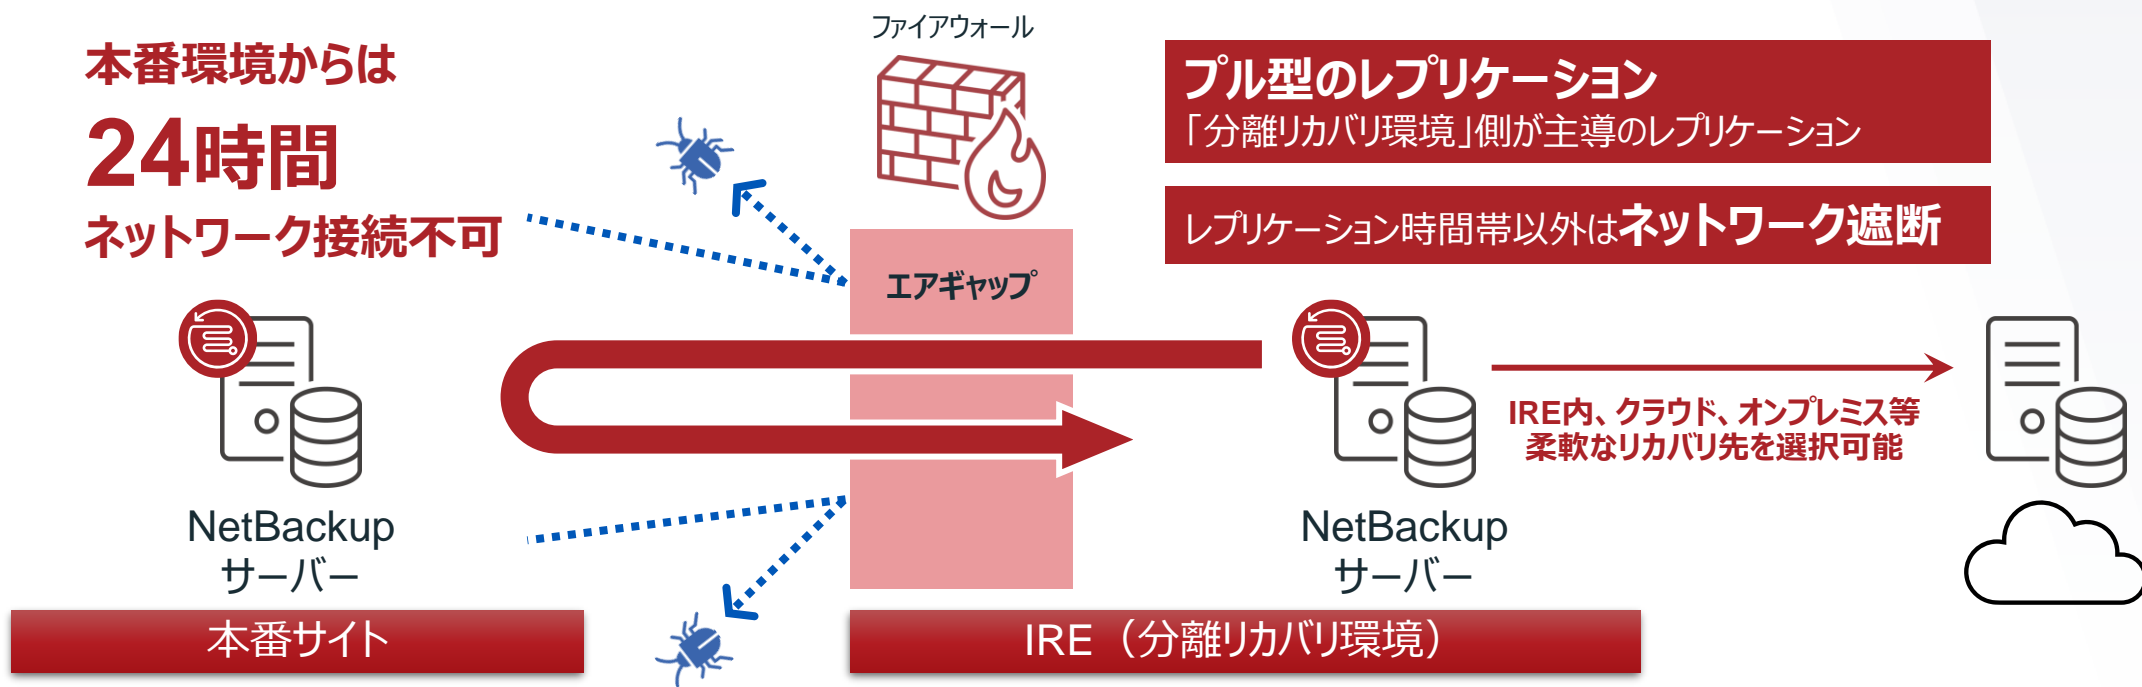 本番環境からは
24時間
ネットワーク接続不可
ファイアウォール
プル型のレプリケーション
「分離リカバリ環境」側が主導のレプリケーション
レプリケーション時間帯以外はネットワーク遮断
エアギャップ
IRE内、クラウド、オンプレミス等
柔軟なリカバリ先を選択可能
NetBackup
サーバー
NetBackup
サーバー
本番サイト
IRE（分離リカバリ環境）